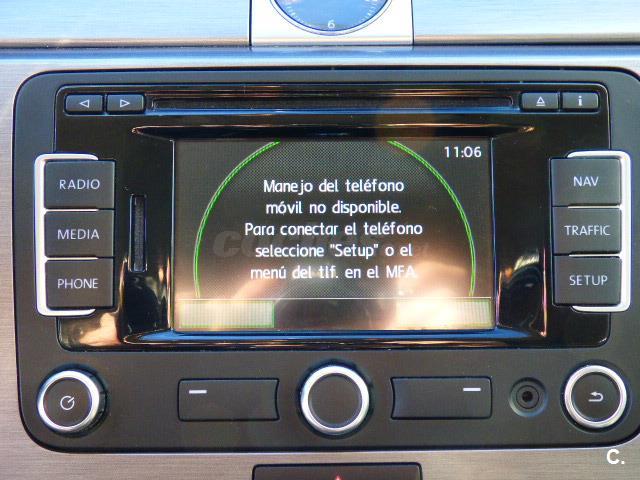 6
11:06
RADIO
MEDIA
PHONE
Manejo del teléfono
móvil no disponible.
Para conectar el teléfono
seleccione "Setup" o el
menú del tlf. en el MFA.
NAV
TRAFFIC
SETUP
i
C.